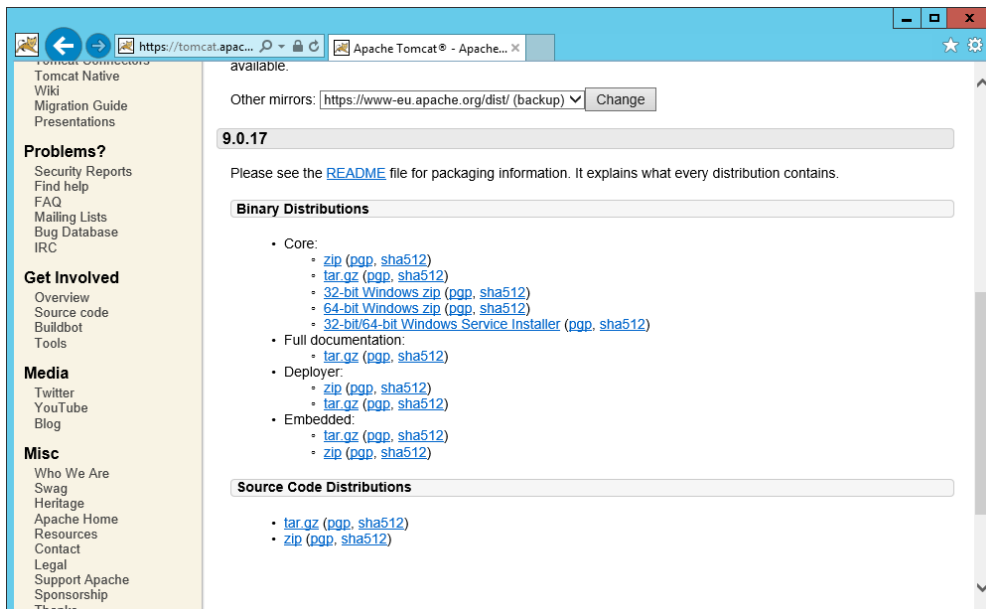 https://tomcat.apac...
Apache Tomcat® - Apache...
Tomcat Connectors
Tomcat Native
Wiki
Migration Guide
Presentations
Problems?
Security Reports
Find help
FAQ
Mailing Lists
Bug Database
IRC
Get Involved
Overview
Source code
Buildbot
Tools
Media
Twitter
YouTube
Blog
Misc
Who We Are
Swag
Heritage
Apache Home
Resources
Contact
Legal
Support Apache
Sponsorship
Thanks
available.
Other mirrors: https://www-eu.apache.org/dist/ (backup) Change
9.0.17
Please see the README file for packaging information. It explains what every distribution contains.
Binary Distributions
• Core:
◦ zip (pgp, sha512)
◦ tar.gz (pgp, sha512)
◦ 32-bit Windows zip (pgp, sha512)
◦ 64-bit Windows zip (pgp, sha512)
◦ 32-bit/64-bit Windows Service Installer (pgp, sha512)
• Full documentation:
◦ tar.gz (pgp, sha512)
• Deployer:
◦ zip (pgp, sha512)
◦ tar.gz (pgp, sha512)
• Embedded:
◦ tar.gz (pgp, sha512)
◦ zip (pgp, sha512)
Source Code Distributions
• tar.gz (pgp, sha512)
• zip (pgp, sha512)